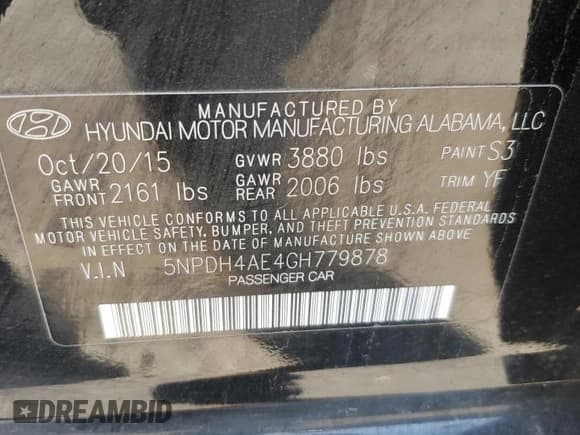 MANUFACTURED BY
HYUNDAI MOTOR MANUFACTURING ALABAMA, LLC
Oct/20/15 GVWR 3880 lbs PAINT S3
GAWR FRONT 2161 lbs GAWR REAR 2006 lbs TRIM YF
THIS VEHICLE CONFORMS TO ALL APPLICABLE U.S.A. FEDERAL
MOTOR VEHICLE SAFETY, BUMPER, AND THEFT PREVENTION STANDARDS
IN EFFECT ON THE DATE OF MANUFACTURE SHOWN ABOVE.
V.I.N 5NPDH4AE4GH779878
PASSENGER CAR
DREAMBID